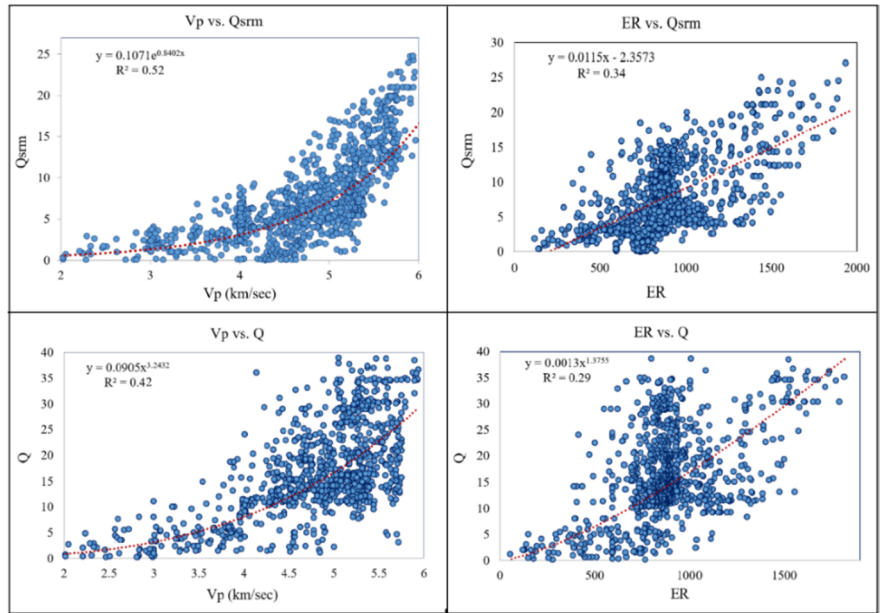 Vp vs. Qsrm
y = 0.1071e^0.8402x
R² = 0.52
25
20
15
10
5
0
2
3
4
5
6
Qsrm
Vp (km/sec)
ER vs. Qsrm
y = 0.0115x - 2.3573
R² = 0.34
30
25
20
15
10
5
0
0
500
1000
1500
2000
Qsrm
ER
Vp vs. Q
y = 0.0905x^3.2432
R² = 0.42
40
35
30
25
20
15
10
5
0
2
2.5
3.0
3.5
4.0
4.5
5
5.5
6
Q
Vp (km/sec)
ER vs. Q
y = 0.0013x^1.3755
R² = 0.29
40
35
30
25
20
15
10
5
0
0
500
1000
1500
Q
ER